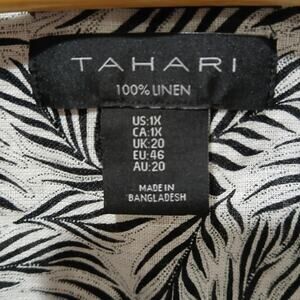 TAHARI
100% LINEN
US:1X
CA:1X
UK:20
EU:46
AU:20
MADE IN
BANGLADESH